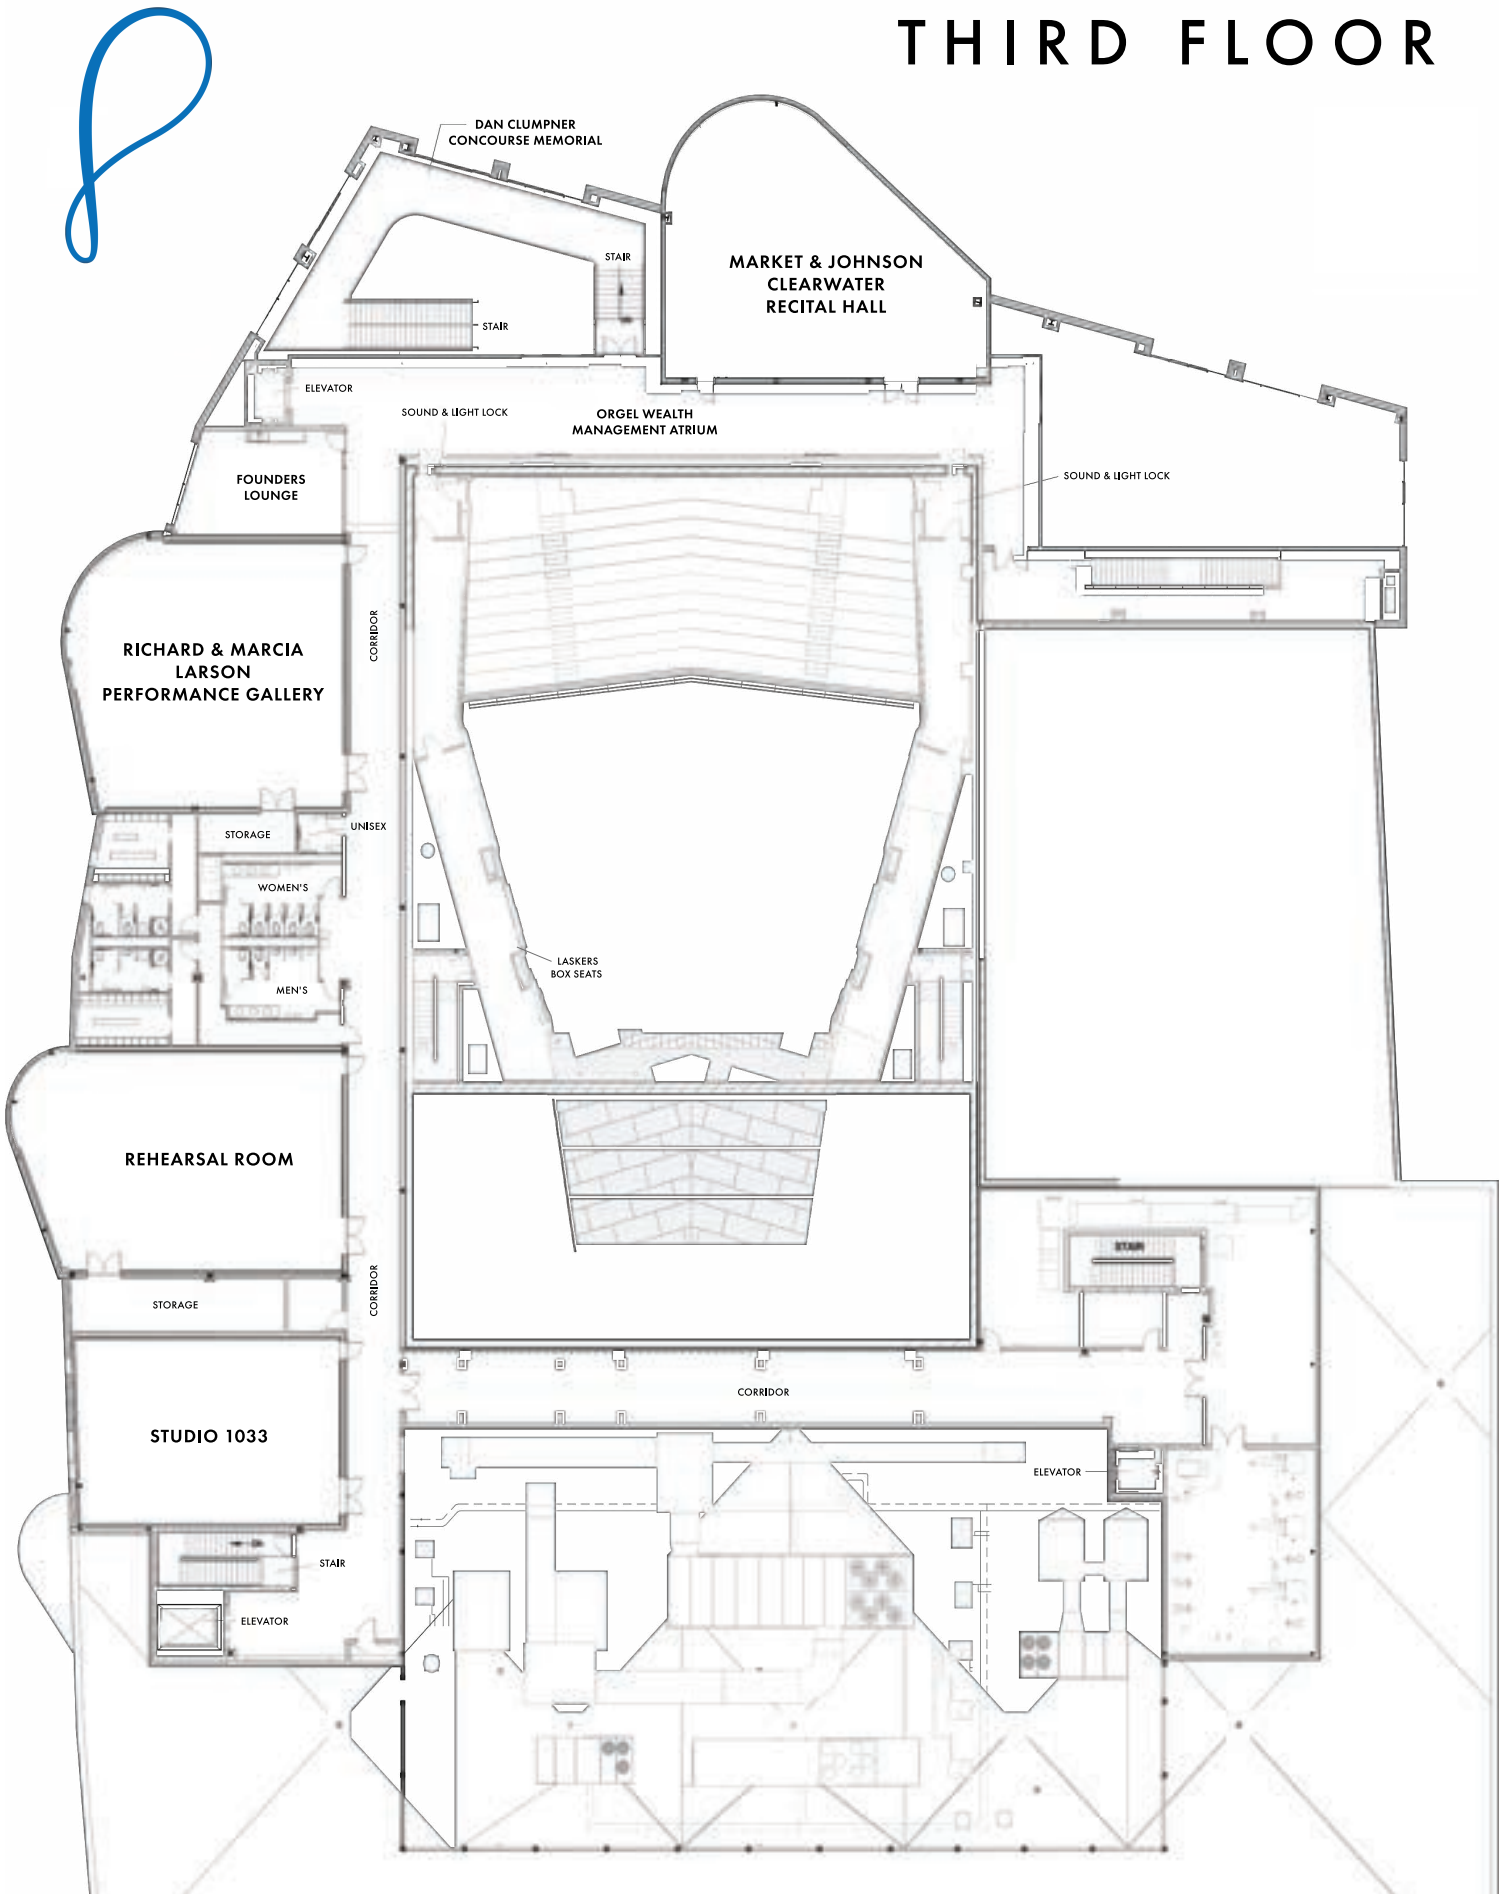 THIRD FLOOR
DAN CLUMPNER
CONCOURSE MEMORIAL
STAIR
MARKET & JOHNSON
CLEARWATER
RECITAL HALL
STAIR
ELEVATOR
SOUND & LIGHT LOCK
ORGEL WEALTH
MANAGEMENT ATRIUM
FOUNDERS
LOUNGE
SOUND & LIGHT LOCK
CORRIDOR
RICHARD & MARCIA
LARSON
PERFORMANCE GALLERY
UNISEX
STORAGE
WOMEN'S
LASKERS
BOX SEATS
MEN'S
REHEARSAL ROOM
STAIR
CORRIDOR
STORAGE
CORRIDOR
STUDIO 1033
ELEVATOR
STAIR
ELEVATOR